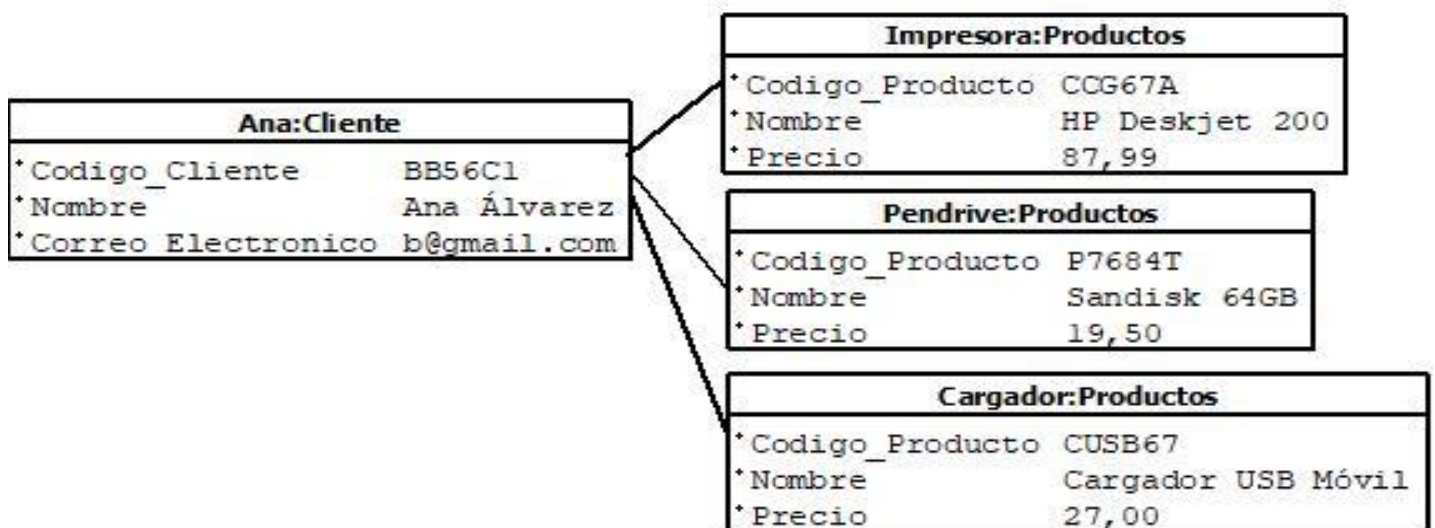 Ana:Cliente
Codigo_Cliente BB56C1
Nombre Ana Álvarez
Correo Electronico b@gmail.com
Impresora:Productos
Codigo_Producto CCG67A
Nombre HP Deskjet 200
Precio 87,99
Pendrive:Productos
Codigo_Producto P7684T
Nombre Sandisk 64GB
Precio 19,50
Cargador:Productos
Codigo_Producto CUSB67
Nombre Cargador USB Móvil
Precio 27,00